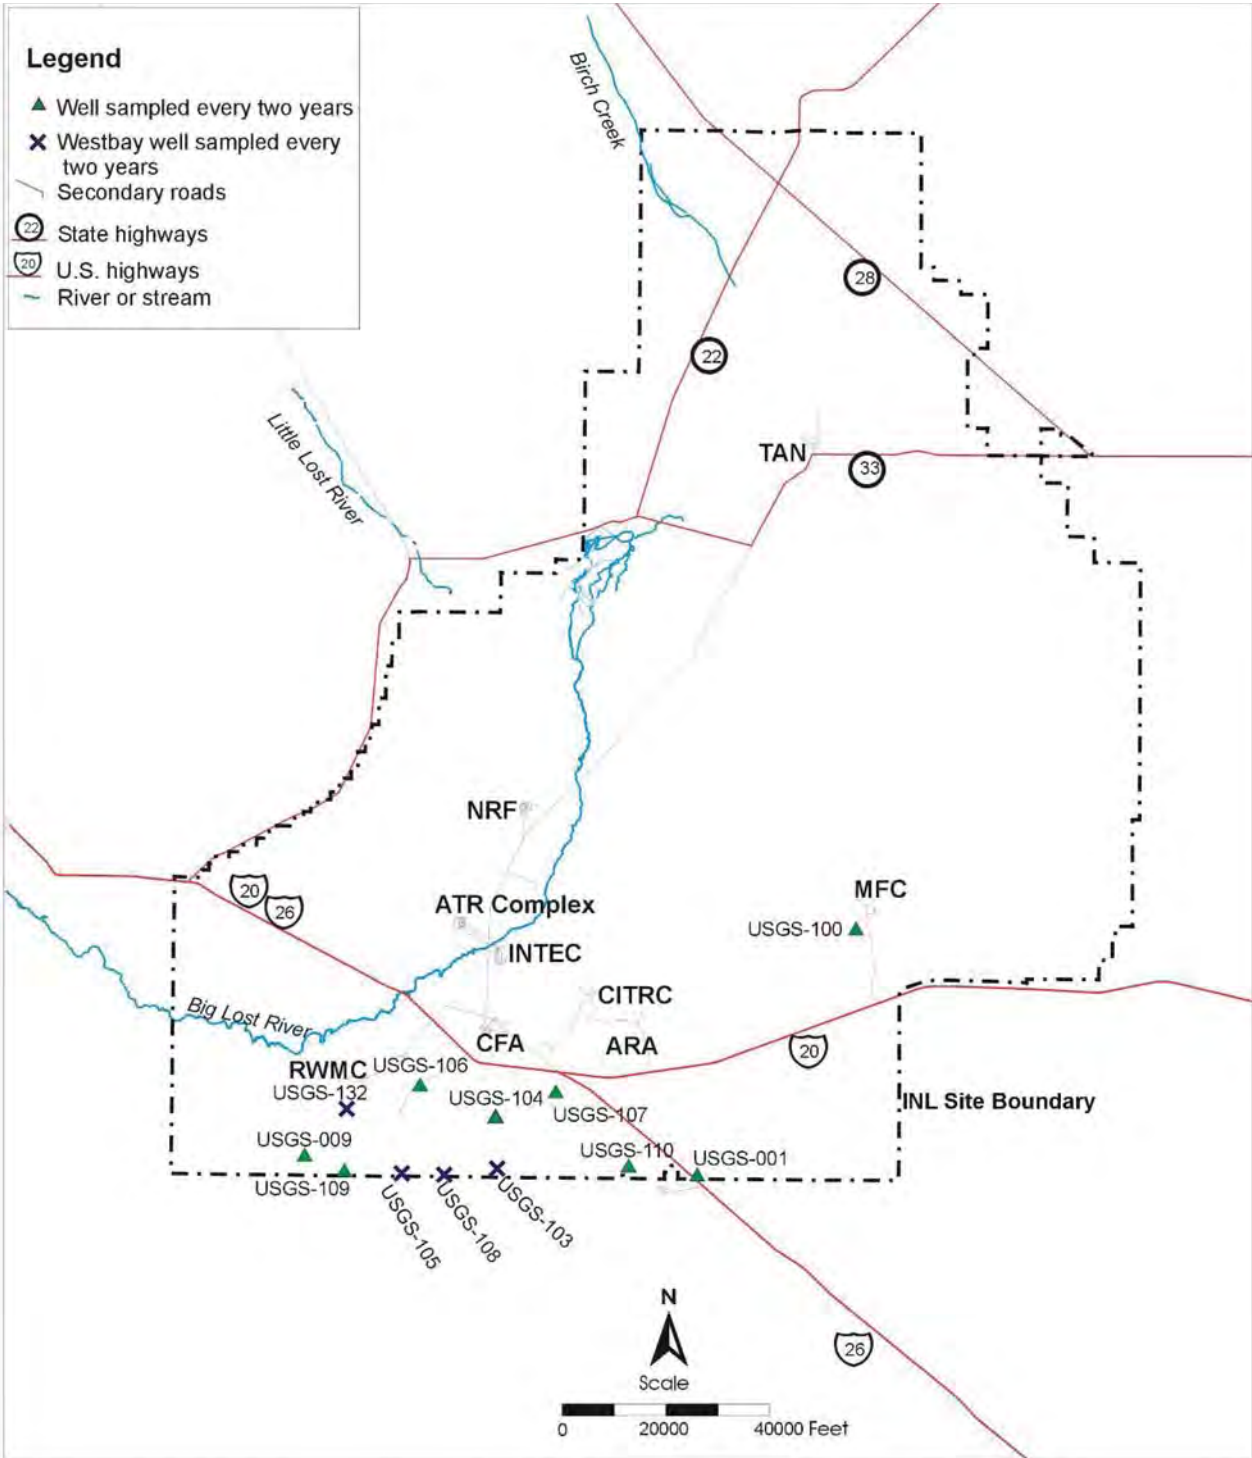 Legend
Well sampled every two years
Westbay well sampled every
two years
Secondary roads
22
State highways
20
U.S. highways
River or stream
Birch Creek
28
22
Little Lost River
TAN
33
NRF
20
26
MFC
ATR Complex
USGS-100
INTEC
Big Lost River
CITRC
CFA
ARA
20
RWMC
USGS-106
USGS-132
USGS-104
USGS-107
INL Site Boundary
USGS-009
USGS-110
USGS-001
USGS-109
USGS-105
USGS-108
USGS-103
N
26
Scale
0
20000
40000 Feet